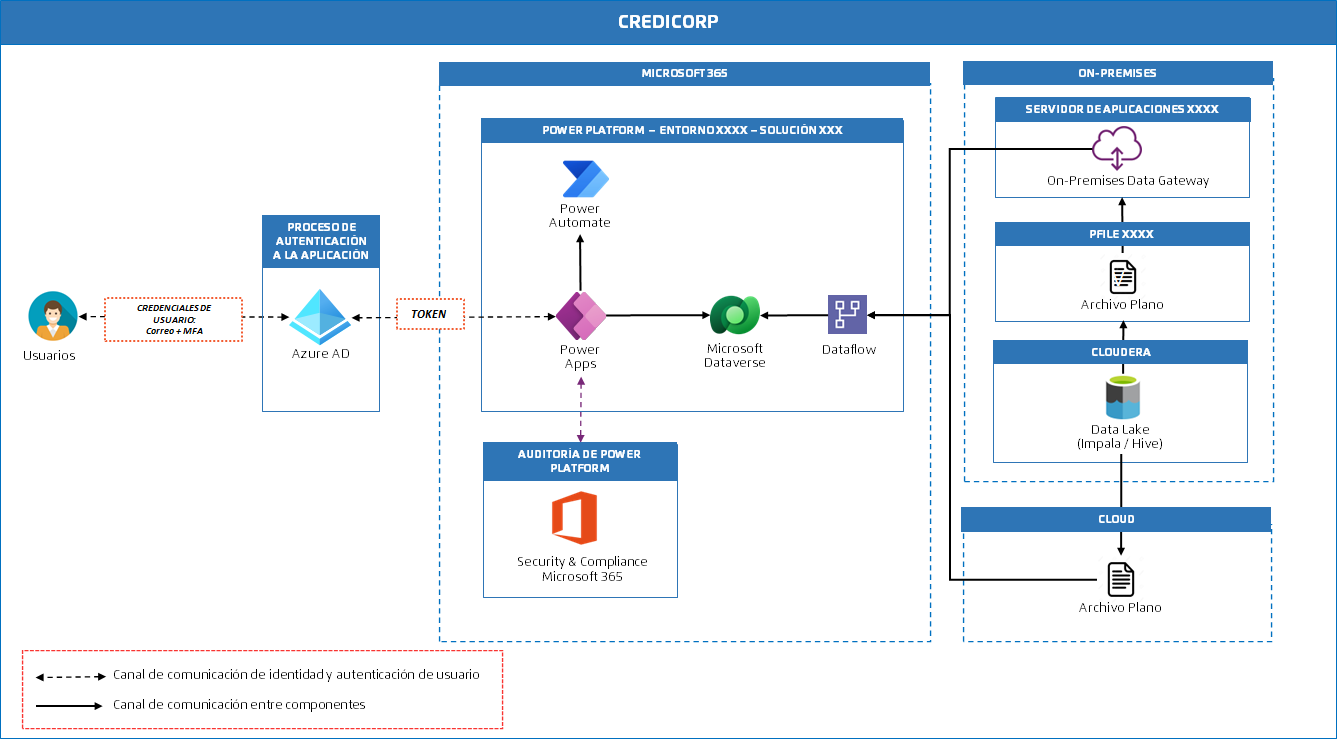 CREDICORP
MICROSOFT 365
ON-PREMISES
SERVIDOR DE APLICACIONES XXXX
On-Premises Data Gateway
POWER PLATFORM – ENTORNO XXXX – SOLUCIÓN XXX
Power
Automate
PROCESO DE
AUTENTICACIÓN
A LA APLICACIÓN
PFILE XXXX
Archivo Plano
CREDENCIALES DE
USUARIO:
Correo + MFA
TOKEN
Usuarios
Azure AD
Power
Apps
Microsoft
Dataverse
Dataflow
CLOUDERA
Data Lake
(Impala / Hive)
AUDITORÍA DE POWER
PLATFORM
Security & Compliance
Microsoft 365
CLOUD
Archivo Plano
Canal de comunicación de identidad y autenticación de usuario
Canal de comunicación entre componentes